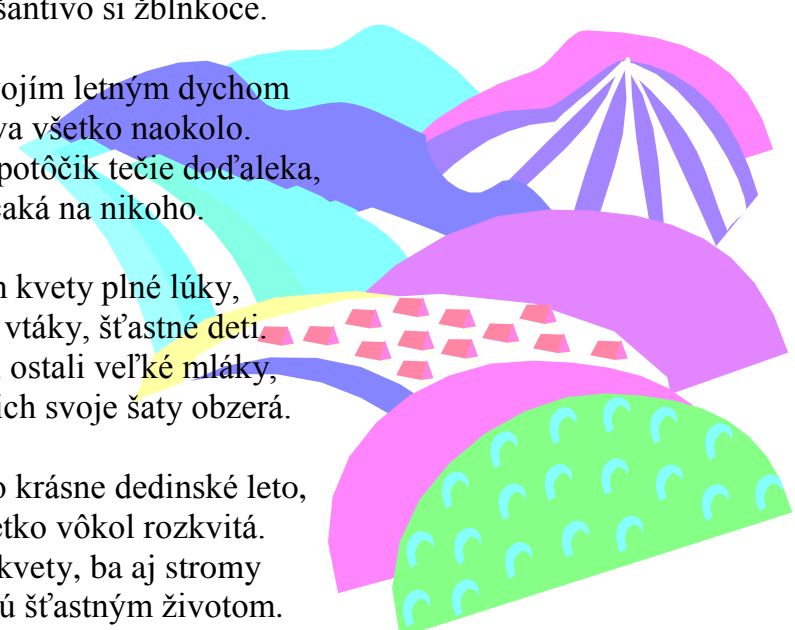 šantivo si žblnkoce.
ojím letným dychom
va všetko naokolo.
potôčik tečie doďaleka,
čaká na nikoho.
kvety plné lúky,
vtáky, šťastné deti.
ostali veľké mláky,
ich svoje šaty obzerá.
krásne dedinské leto,
etko vôkol rozkvitá.
kvety, ba aj stromy
ú šťastným životom.